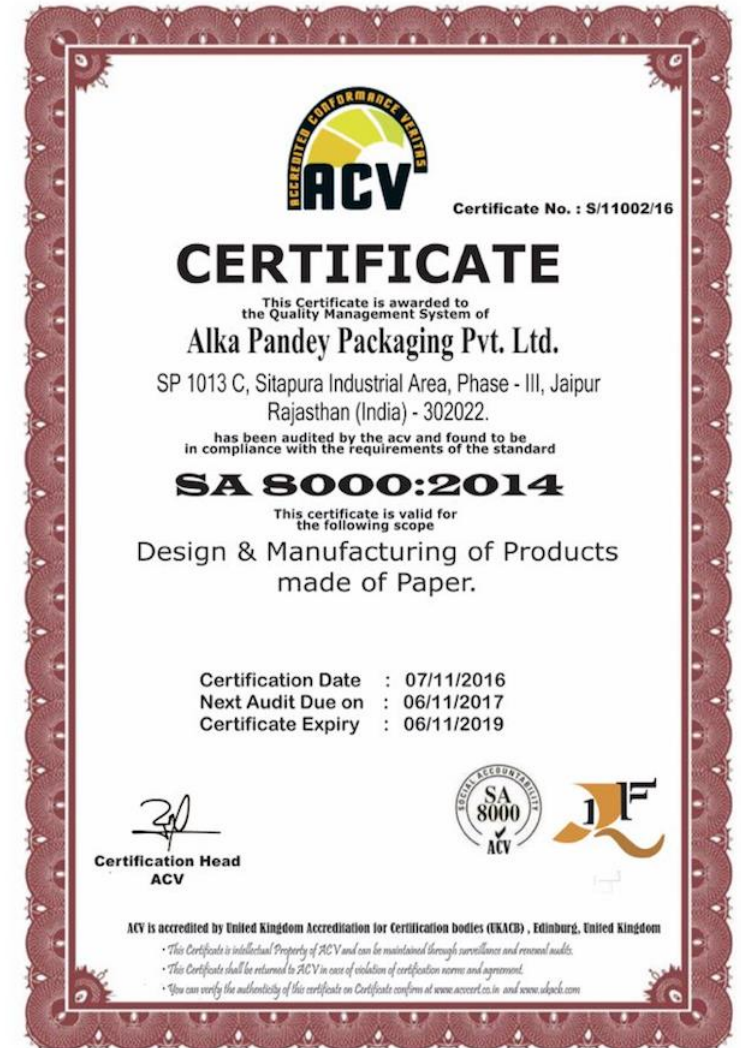 ACCREDITED CONFORMANCE VERITAS
ACV
Certificate No. : S/11002/16
CERTIFICATE
This Certificate is awarded to
the Quality Management System of
Alka Pandey Packaging Pvt. Ltd.
SP 1013 C, Sitapura Industrial Area, Phase - III, Jaipur
Rajasthan (India) - 302022.
has been audited by the acv and found to be
in compliance with the requirements of the standard
SA 8000:2014
This certificate is valid for
the following scope
Design & Manufacturing of Products
made of Paper.
Certification Date : 07/11/2016
Next Audit Due on : 06/11/2017
Certificate Expiry : 06/11/2019
SOCIAL ACCOUNTABILITY
SA
8000
ACV
Certification Head
ACV
ACV is accredited by United Kingdom Accreditation for Certification bodies (UKACB) , Edinburg, United Kingdom
· This Certificate is intellectual Property of ACV and can be maintained through surveillance and renewal audits.
· This Certificate shall be returned to ACV in case of violation of certification norms and agreement.
· You can verify the authenticity of this certificate on Certificate confirm at www.acvcert.co.in and www.ukacb.com